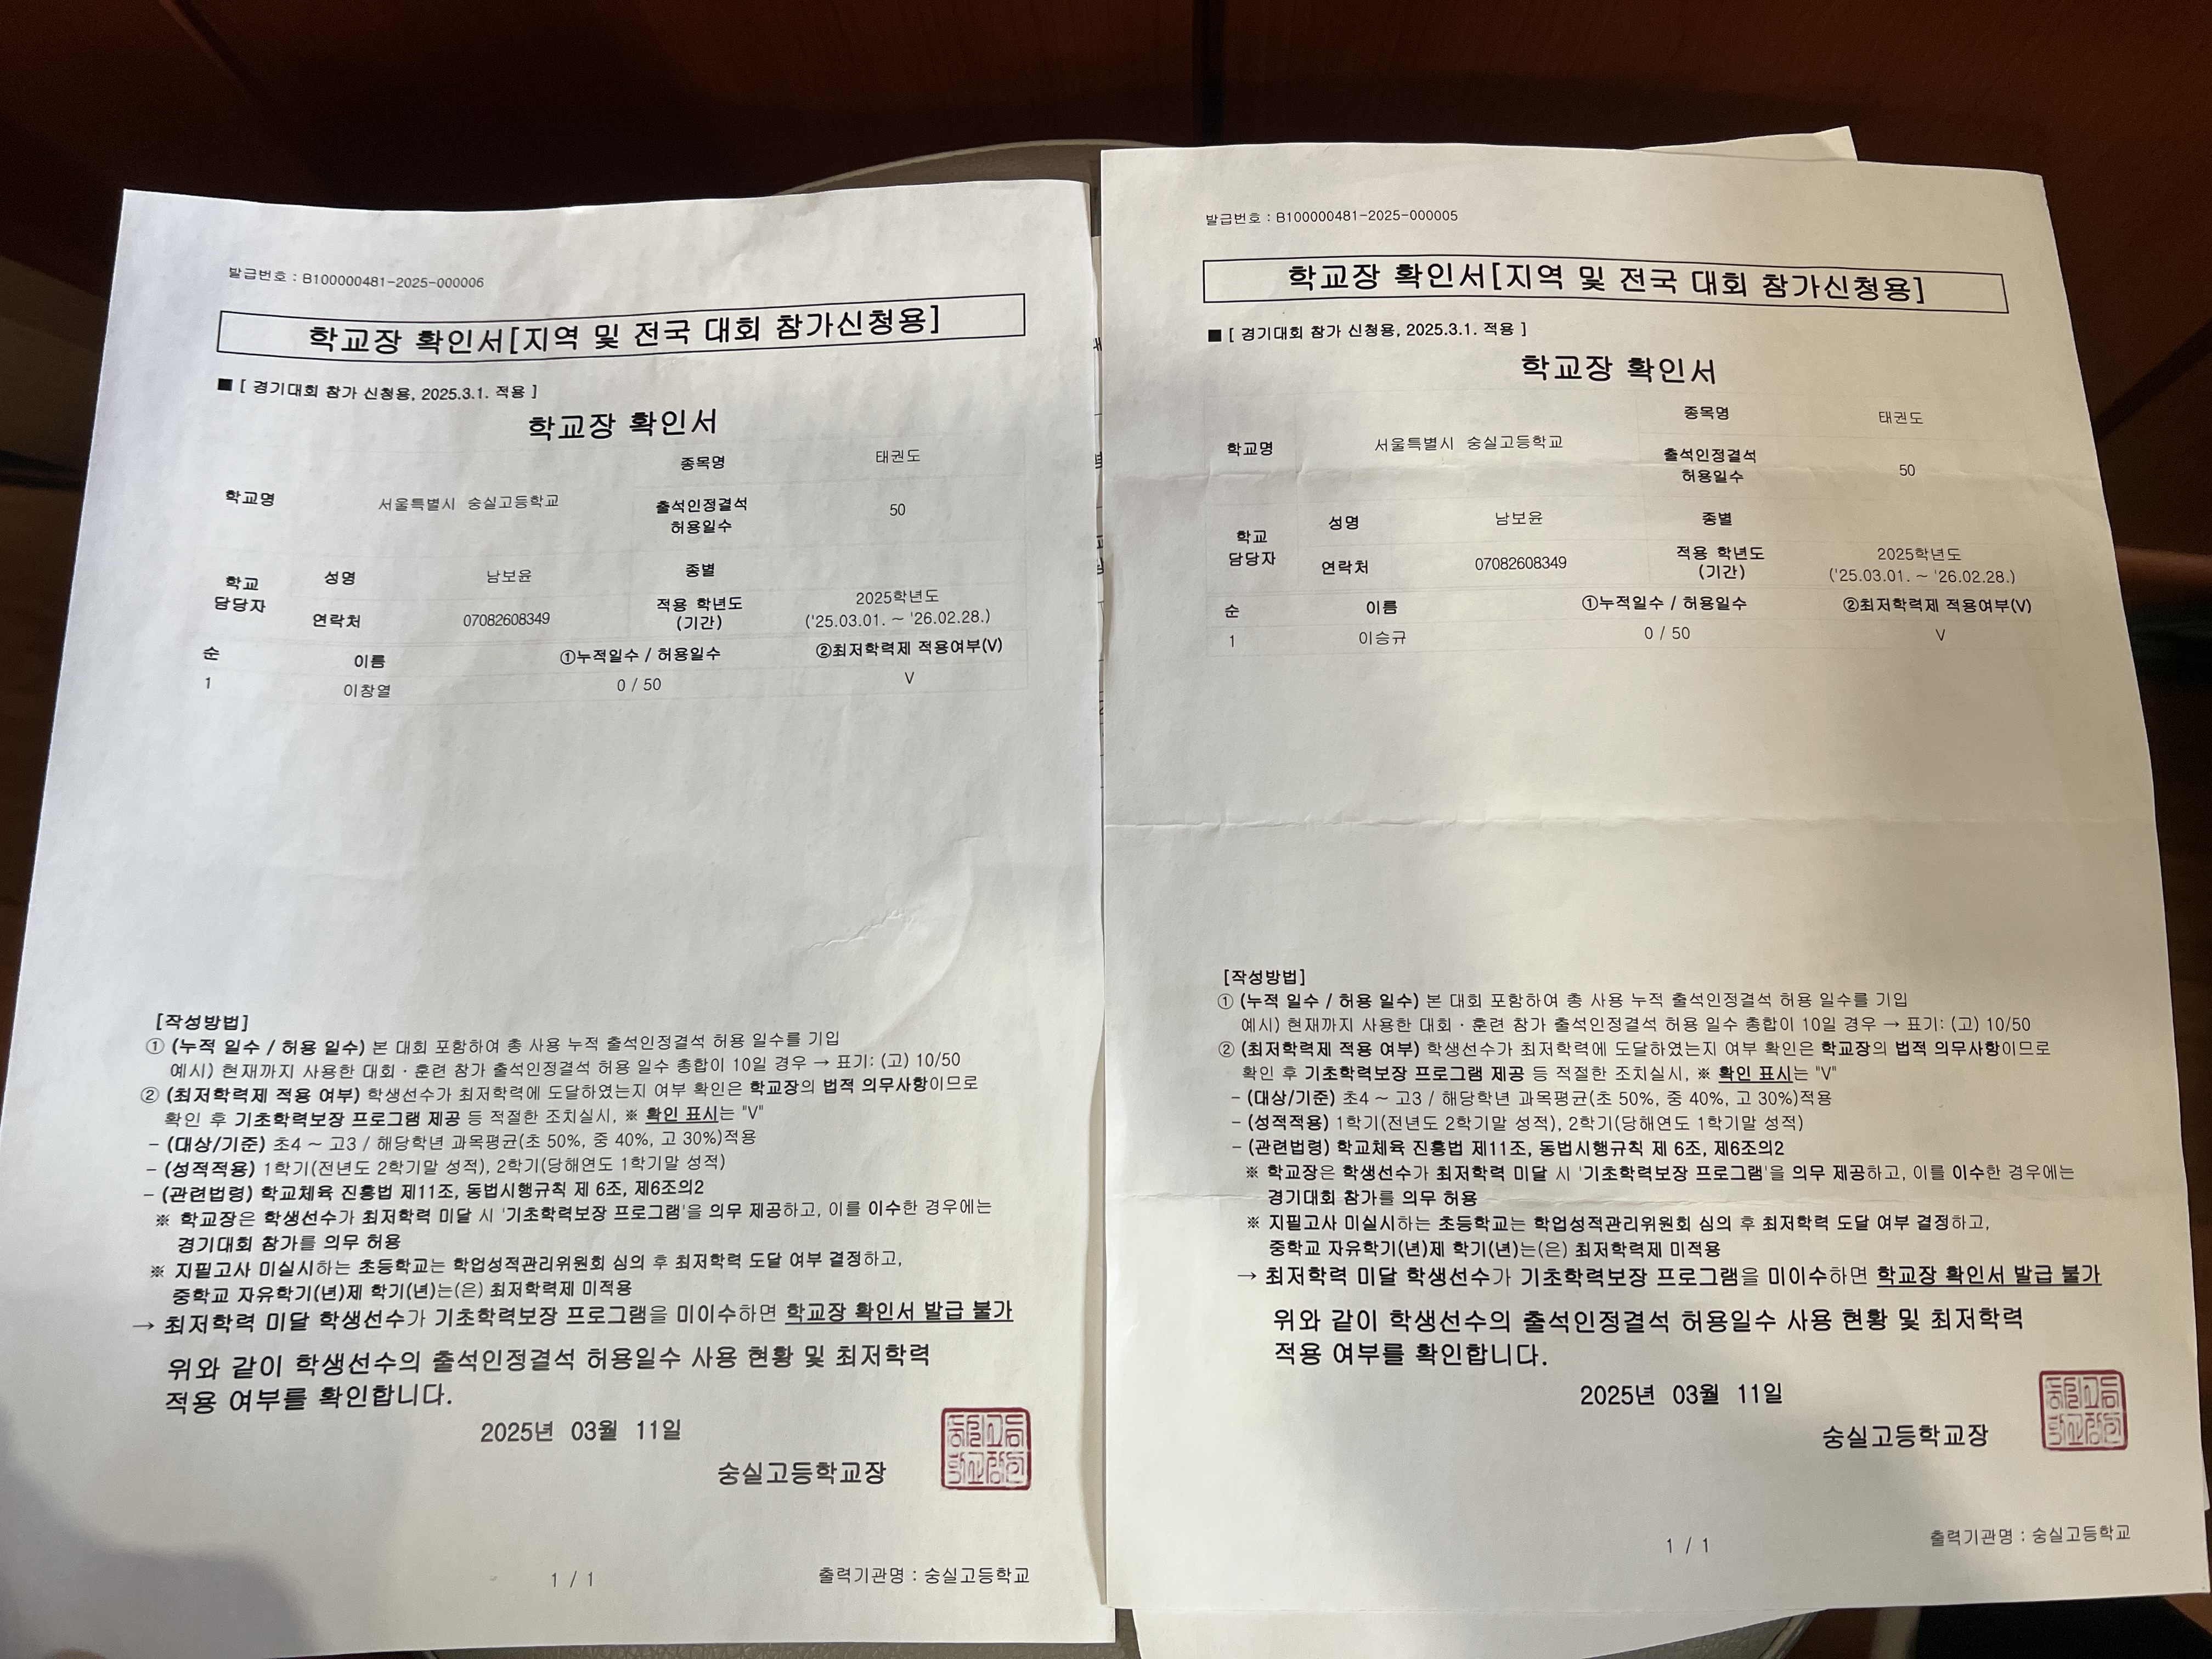 발급번호 : B100000481-2025-000006
학교장 확인서[지역 및 전국 대회 참가신청용]
■ [ 경기대회 참가 신청용, 2025.3.1. 적용 ]
학교장 확인서
학교명 서울특별시 숭실고등학교 종목명 태권도
출석인정결석 허용일수 50
학교 담당자 성명 남보윤 종별
연락처 07082608349 적용 학년도 (기간) 2025학년도 ('25.03.01. ~ '26.02.28.)
순 이름 ①누적일수 / 허용일수 ②최저학력제 적용여부(V)
1 이창열 0 / 50 V
[작성방법]
① (누적 일수 / 허용 일수) 본 대회 포함하여 총 사용 누적 출석인정결석 허용 일수를 기입
예시) 현재까지 사용한 대회 · 훈련 참가 출석인정결석 허용 일수 총합이 10일 경우 → 표기: (고) 10/50
② (최저학력제 적용 여부) 학생선수가 최저학력에 도달하였는지 여부 확인은 학교장의 법적 의무사항이므로
확인 후 기초학력보장 프로그램 제공 등 적절한 조치실시, ※ 확인 표시는 "V"
- (대상/기준) 초4 ~ 고3 / 해당학년 과목평균(초 50%, 중 40%, 고 30%)적용
- (성적적용) 1학기(전년도 2학기말 성적), 2학기(당해연도 1학기말 성적)
- (관련법령) 학교체육 진흥법 제11조, 동법시행규칙 제 6조, 제6조의2
※ 학교장은 학생선수가 최저학력 미달 시 '기초학력보장 프로그램'을 의무 제공하고, 이를 이수한 경우에는
경기대회 참가를 의무 허용
※ 지필고사 미실시하는 초등학교는 학업성적관리위원회 심의 후 최저학력 도달 여부 결정하고,
중학교 자유학기(년)제 학기(년)는(은) 최저학력제 미적용
→ 최저학력 미달 학생선수가 기초학력보장 프로그램을 미이수하면 학교장 확인서 발급 불가
위와 같이 학생선수의 출석인정결석 허용일수 사용 현황 및 최저학력
적용 여부를 확인합니다.
2025년 03월 11일
숭실고등학교장
숭실고등학교장인
1 / 1
출력기관명 : 숭실고등학교
발급번호 : B100000481-2025-000005
학교장 확인서[지역 및 전국 대회 참가신청용]
■ [ 경기대회 참가 신청용, 2025.3.1. 적용 ]
학교장 확인서
학교명 서울특별시 숭실고등학교 종목명 태권도
출석인정결석 허용일수 50
학교 담당자 성명 남보윤 종별
연락처 07082608349 적용 학년도 (기간) 2025학년도 ('25.03.01. ~ '26.02.28.)
순 이름 ①누적일수 / 허용일수 ②최저학력제 적용여부(V)
1 이승규 0 / 50 V
[작성방법]
① (누적 일수 / 허용 일수) 본 대회 포함하여 총 사용 누적 출석인정결석 허용 일수를 기입
예시) 현재까지 사용한 대회 · 훈련 참가 출석인정결석 허용 일수 총합이 10일 경우 → 표기: (고) 10/50
② (최저학력제 적용 여부) 학생선수가 최저학력에 도달하였는지 여부 확인은 학교장의 법적 의무사항이므로
확인 후 기초학력보장 프로그램 제공 등 적절한 조치실시, ※ 확인 표시는 "V"
- (대상/기준) 초4 ~ 고3 / 해당학년 과목평균(초 50%, 중 40%, 고 30%)적용
- (성적적용) 1학기(전년도 2학기말 성적), 2학기(당해연도 1학기말 성적)
- (관련법령) 학교체육 진흥법 제11조, 동법시행규칙 제 6조, 제6조의2
※ 학교장은 학생선수가 최저학력 미달 시 '기초학력보장 프로그램'을 의무 제공하고, 이를 이수한 경우에는
경기대회 참가를 의무 허용
※ 지필고사 미실시하는 초등학교는 학업성적관리위원회 심의 후 최저학력 도달 여부 결정하고,
중학교 자유학기(년)제 학기(년)는(은) 최저학력제 미적용
→ 최저학력 미달 학생선수가 기초학력보장 프로그램을 미이수하면 학교장 확인서 발급 불가
위와 같이 학생선수의 출석인정결석 허용일수 사용 현황 및 최저학력
적용 여부를 확인합니다.
2025년 03월 11일
숭실고등학교장
숭실고등학교장인
1 / 1
출력기관명 : 숭실고등학교